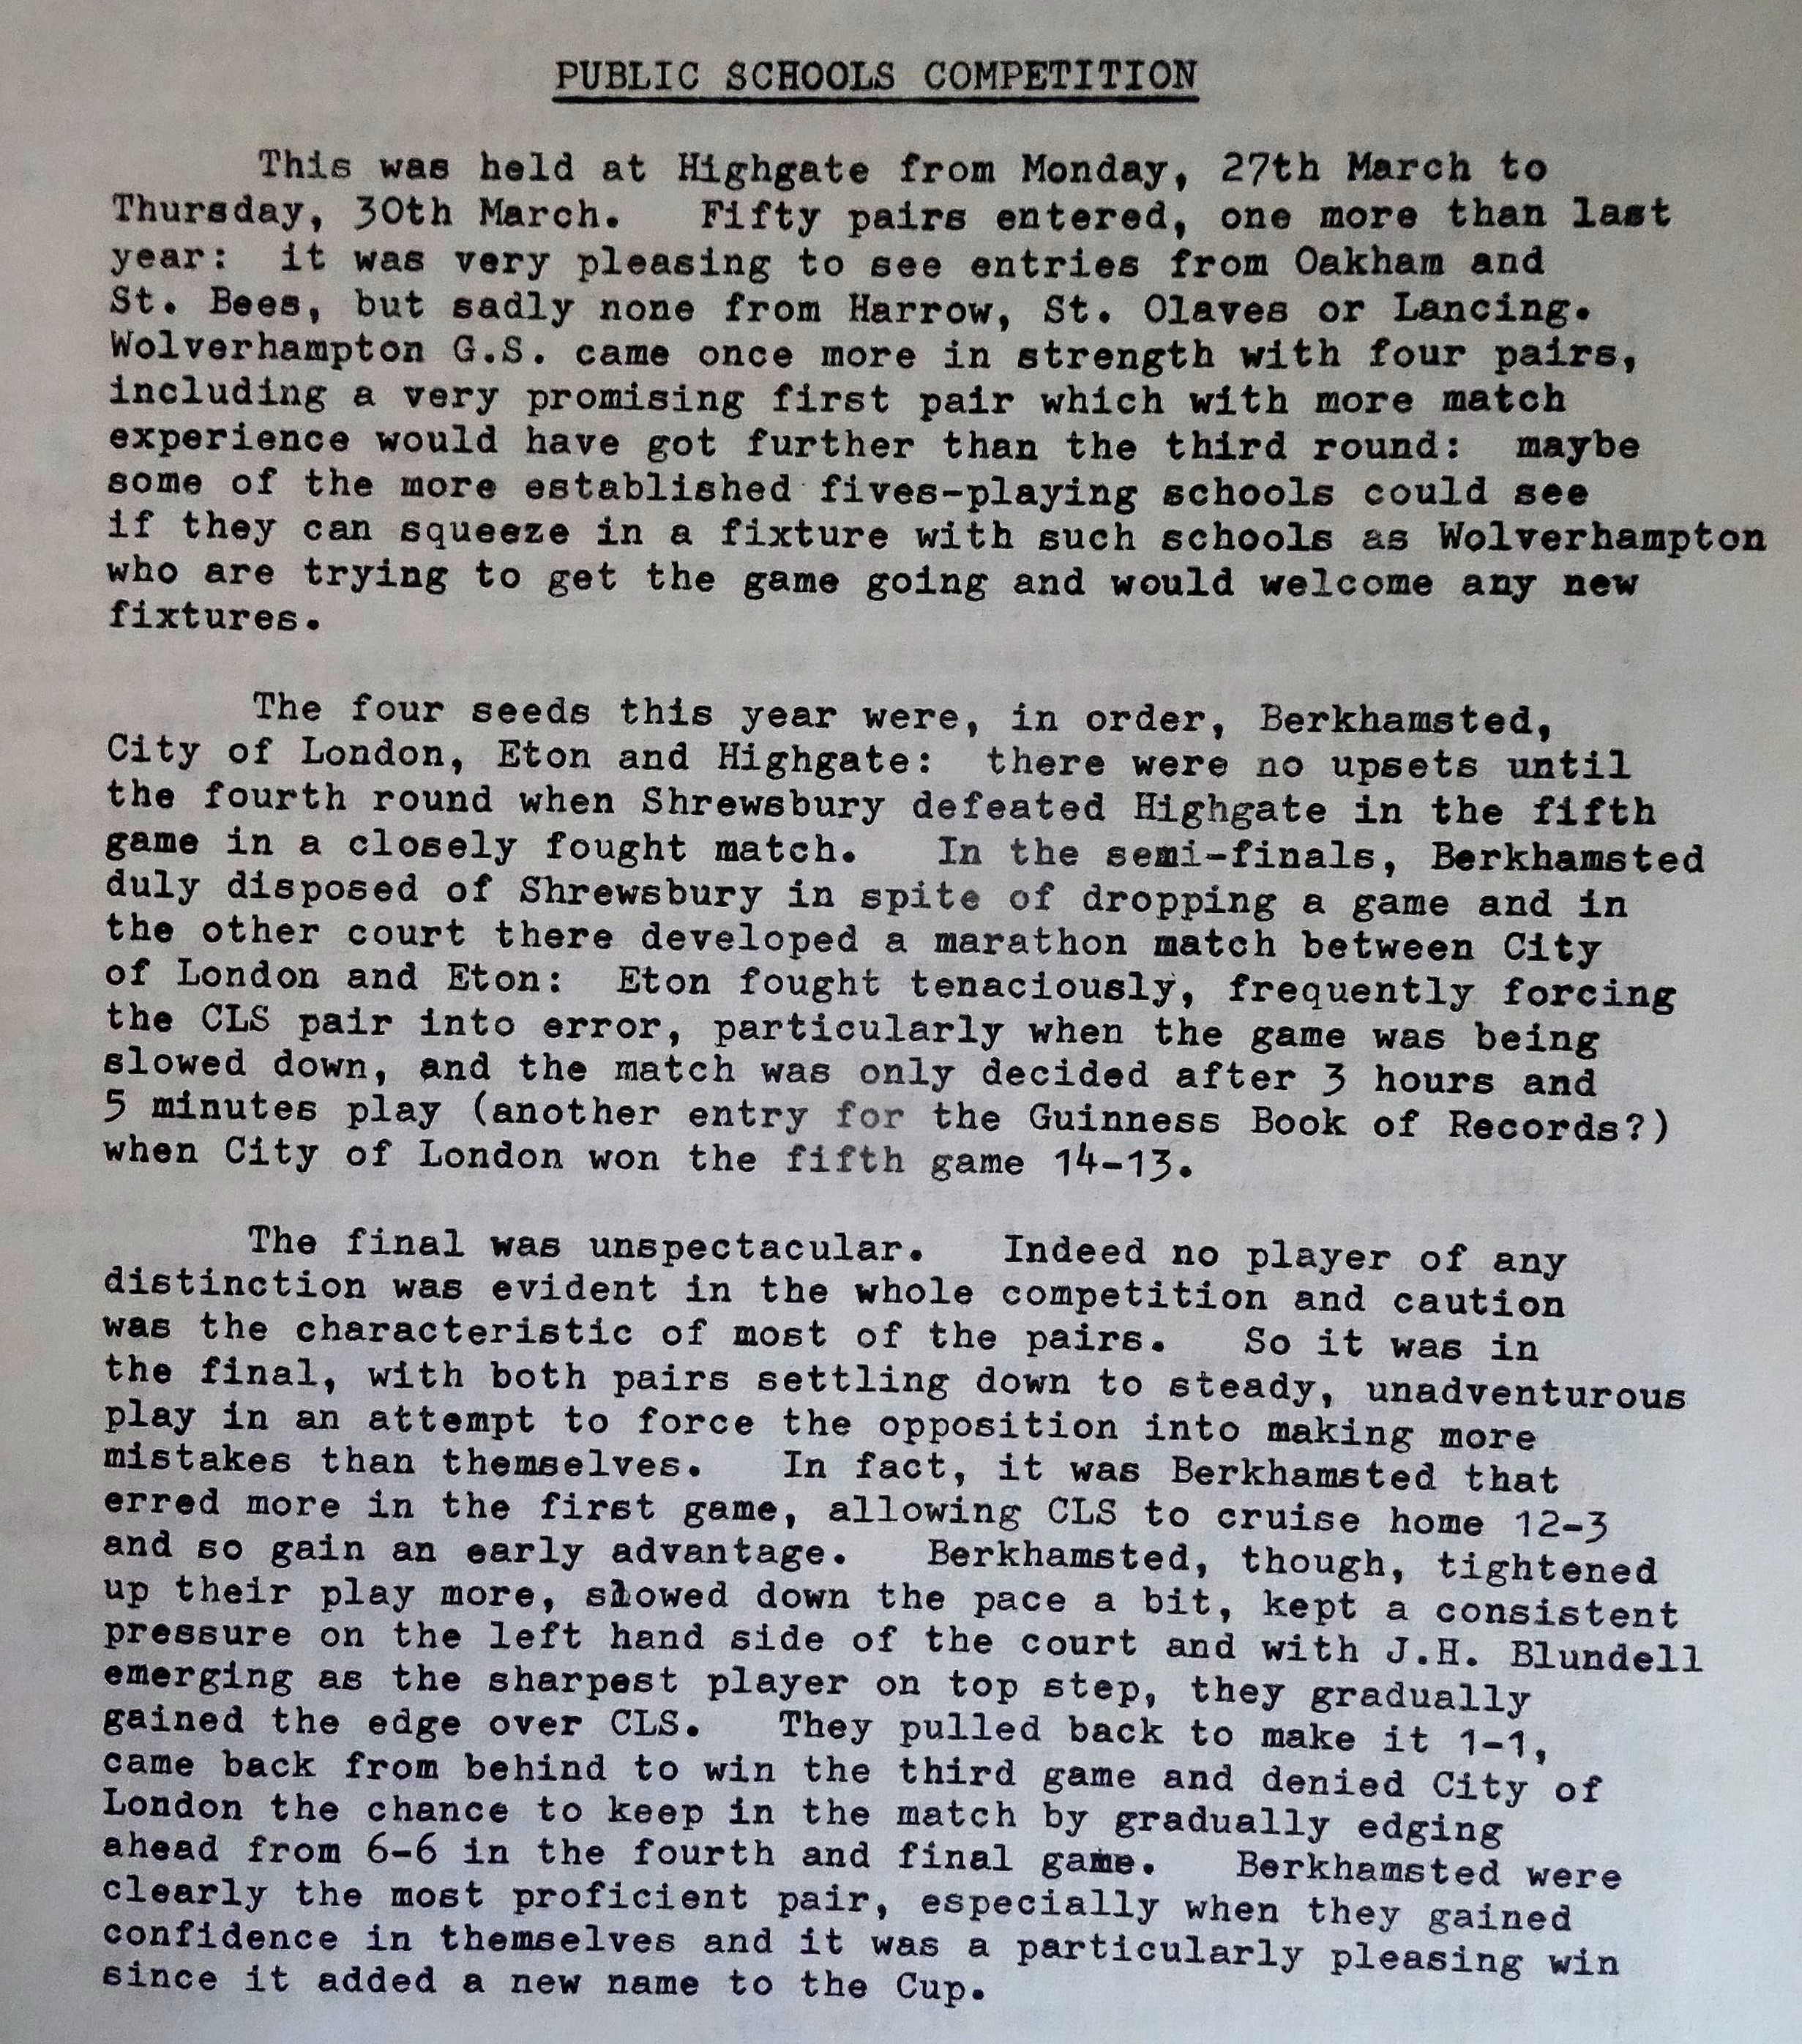 PUBLIC SCHOOLS COMPETITION
This was held at Highgate from Monday, 27th March to
Thursday, 30th March. Fifty pairs entered, one more than last
year: it was very pleasing to see entries from Oakham and
St. Bees, but sadly none from Harrow, St. Olaves or Lancing.
Wolverhampton G.S. came once more in strength with four pairs,
including a very promising first pair which with more match
experience would have got further than the third round: maybe
some of the more established fives-playing schools could see
if they can squeeze in a fixture with such schools as Wolverhampton
who are trying to get the game going and would welcome any new
fixtures.
The four seeds this year were, in order, Berkhamsted,
City of London, Eton and Highgate: there were no upsets until
the fourth round when Shrewsbury defeated Highgate in the fifth
game in a closely fought match. In the semi-finals, Berkhamsted
duly disposed of Shrewsbury in spite of dropping a game and in
the other court there developed a marathon match between City
of London and Eton: Eton fought tenaciously, frequently forcing
the CLS pair into error, particularly when the game was being
slowed down, and the match was only decided after 3 hours and
5 minutes play (another entry for the Guinness Book of Records?)
when City of London won the fifth game 14-13.
The final was unspectacular. Indeed no player of any
distinction was evident in the whole competition and caution
was the characteristic of most of the pairs. So it was in
the final, with both pairs settling down to steady, unadventurous
play in an attempt to force the opposition into making more
mistakes than themselves. In fact, it was Berkhamsted that
erred more in the first game, allowing CLS to cruise home 12-3
and so gain an early advantage. Berkhamsted, though, tightened
up their play more, slowed down the pace a bit, kept a consistent
pressure on the left hand side of the court and with J.H. Blundell
emerging as the sharpest player on top step, they gradually
gained the edge over CLS. They pulled back to make it 1-1,
came back from behind to win the third game and denied City of
London the chance to keep in the match by gradually edging
ahead from 6-6 in the fourth and final game. Berkhamsted were
clearly the most proficient pair, especially when they gained
confidence in themselves and it was a particularly pleasing win
since it added a new name to the Cup.